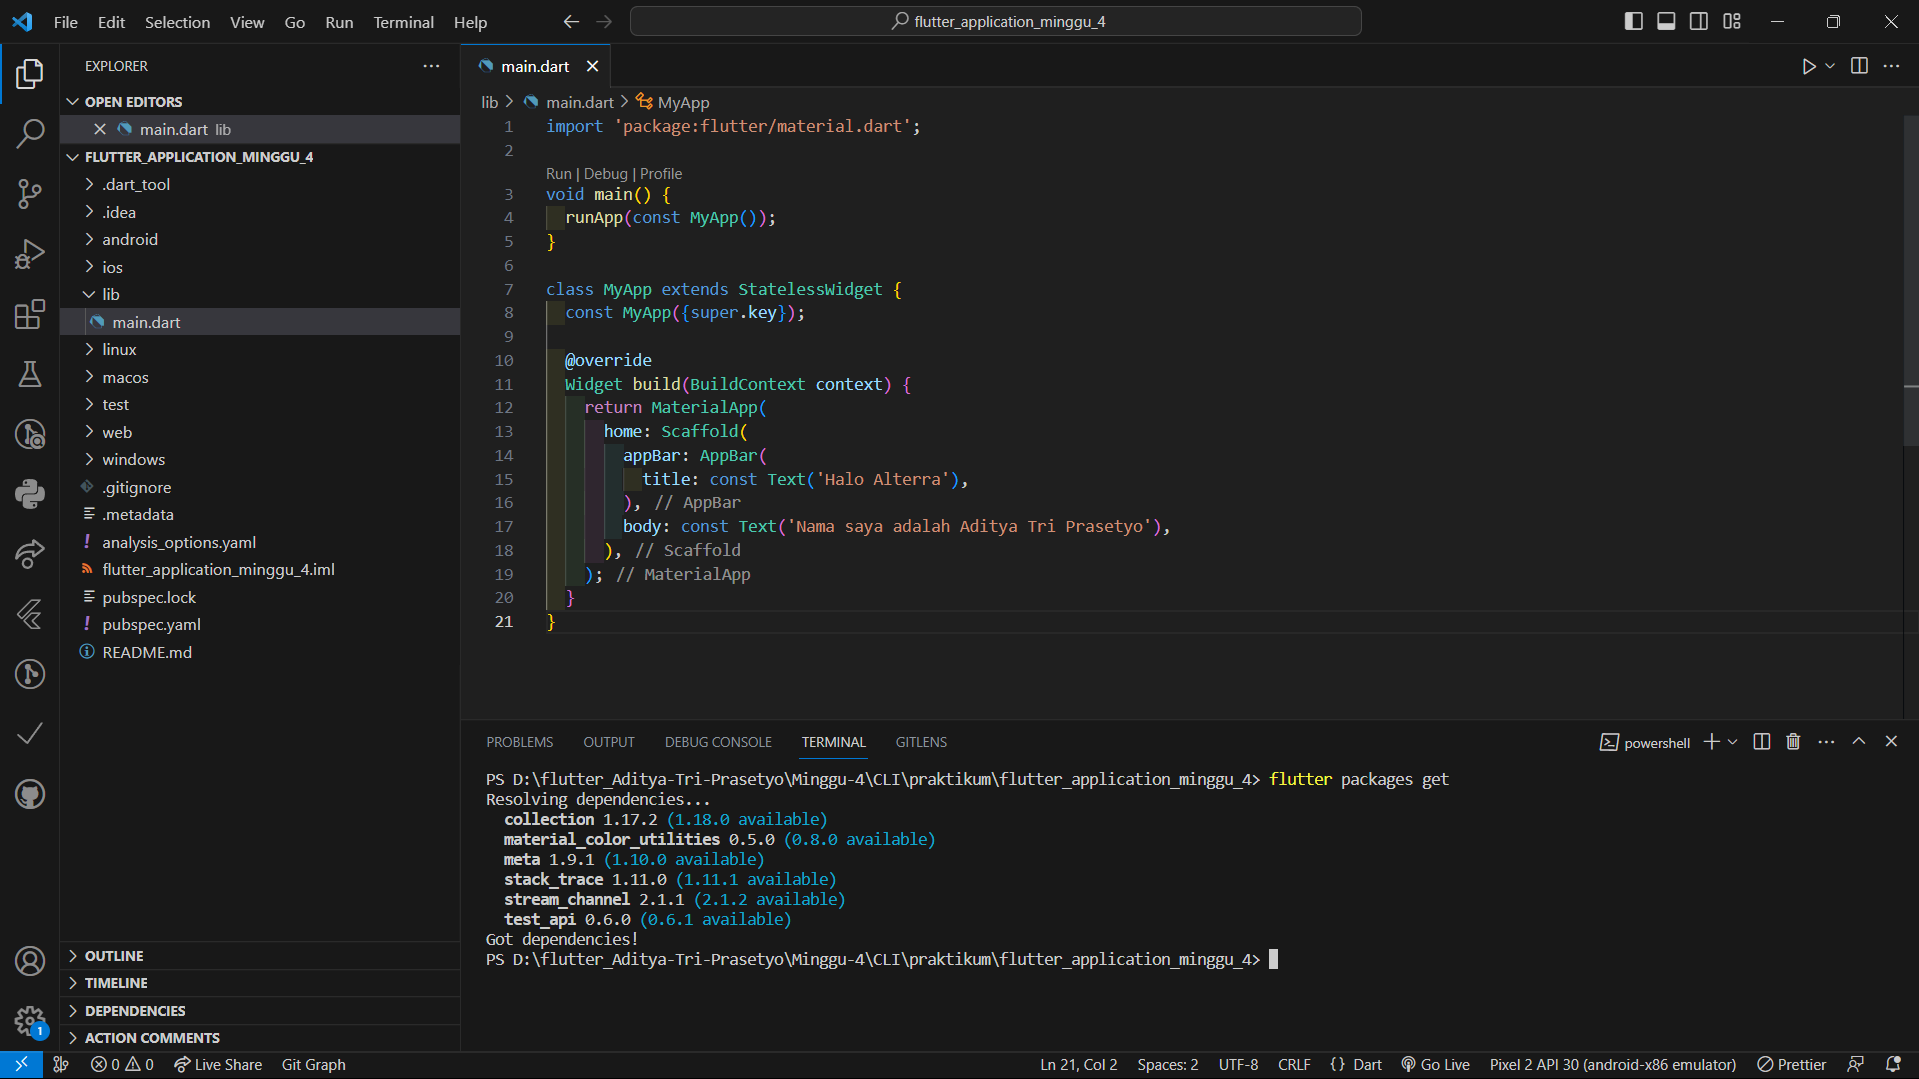 File Edit Selection View Go Run Terminal Help
flutter_application_minggu_4
EXPLORER
OPEN EDITORS
main.dart lib
FLUTTER_APPLICATION_MINGGU_4
.dart_tool
.idea
android
ios
lib
main.dart
linux
macos
test
web
windows
.gitignore
.metadata
analysis_options.yaml
flutter_application_minggu_4.iml
pubspec.lock
pubspec.yaml
README.md
OUTLINE
TIMELINE
DEPENDENCIES
ACTION COMMENTS
1
main.dart
lib > main.dart > MyApp
1 import 'package:flutter/material.dart';
2
Run | Debug | Profile
3 void main() {
4 runApp(const MyApp());
5 }
6
7 class MyApp extends StatelessWidget {
8 const MyApp({super.key});
9
10 @override
11 Widget build(BuildContext context) {
12 return MaterialApp(
13 home: Scaffold(
14 appBar: AppBar(
15 title: const Text('Halo Alterra'),
16 ), // AppBar
17 body: const Text('Nama saya adalah Aditya Tri Prasetyo'),
18 ), // Scaffold
19 ); // MaterialApp
20 }
21 }
PROBLEMS OUTPUT DEBUG CONSOLE TERMINAL GITLENS
powershell
PS D:\flutter_Aditya-Tri-Prasetyo\Minggu-4\CLI\praktikum\flutter_application_minggu_4> flutter packages get
Resolving dependencies...
collection 1.17.2 (1.18.0 available)
material_color_utilities 0.5.0 (0.8.0 available)
meta 1.9.1 (1.10.0 available)
stack_trace 1.11.0 (1.11.1 available)
stream_channel 2.1.1 (2.1.2 available)
test_api 0.6.0 (0.6.1 available)
Got dependencies!
PS D:\flutter_Aditya-Tri-Prasetyo\Minggu-4\CLI\praktikum\flutter_application_minggu_4>
0 0 Live Share Git Graph Ln 21, Col 2 Spaces: 2 UTF-8 CRLF {} Dart Go Live Pixel 2 API 30 (android-x86 emulator) Prettier